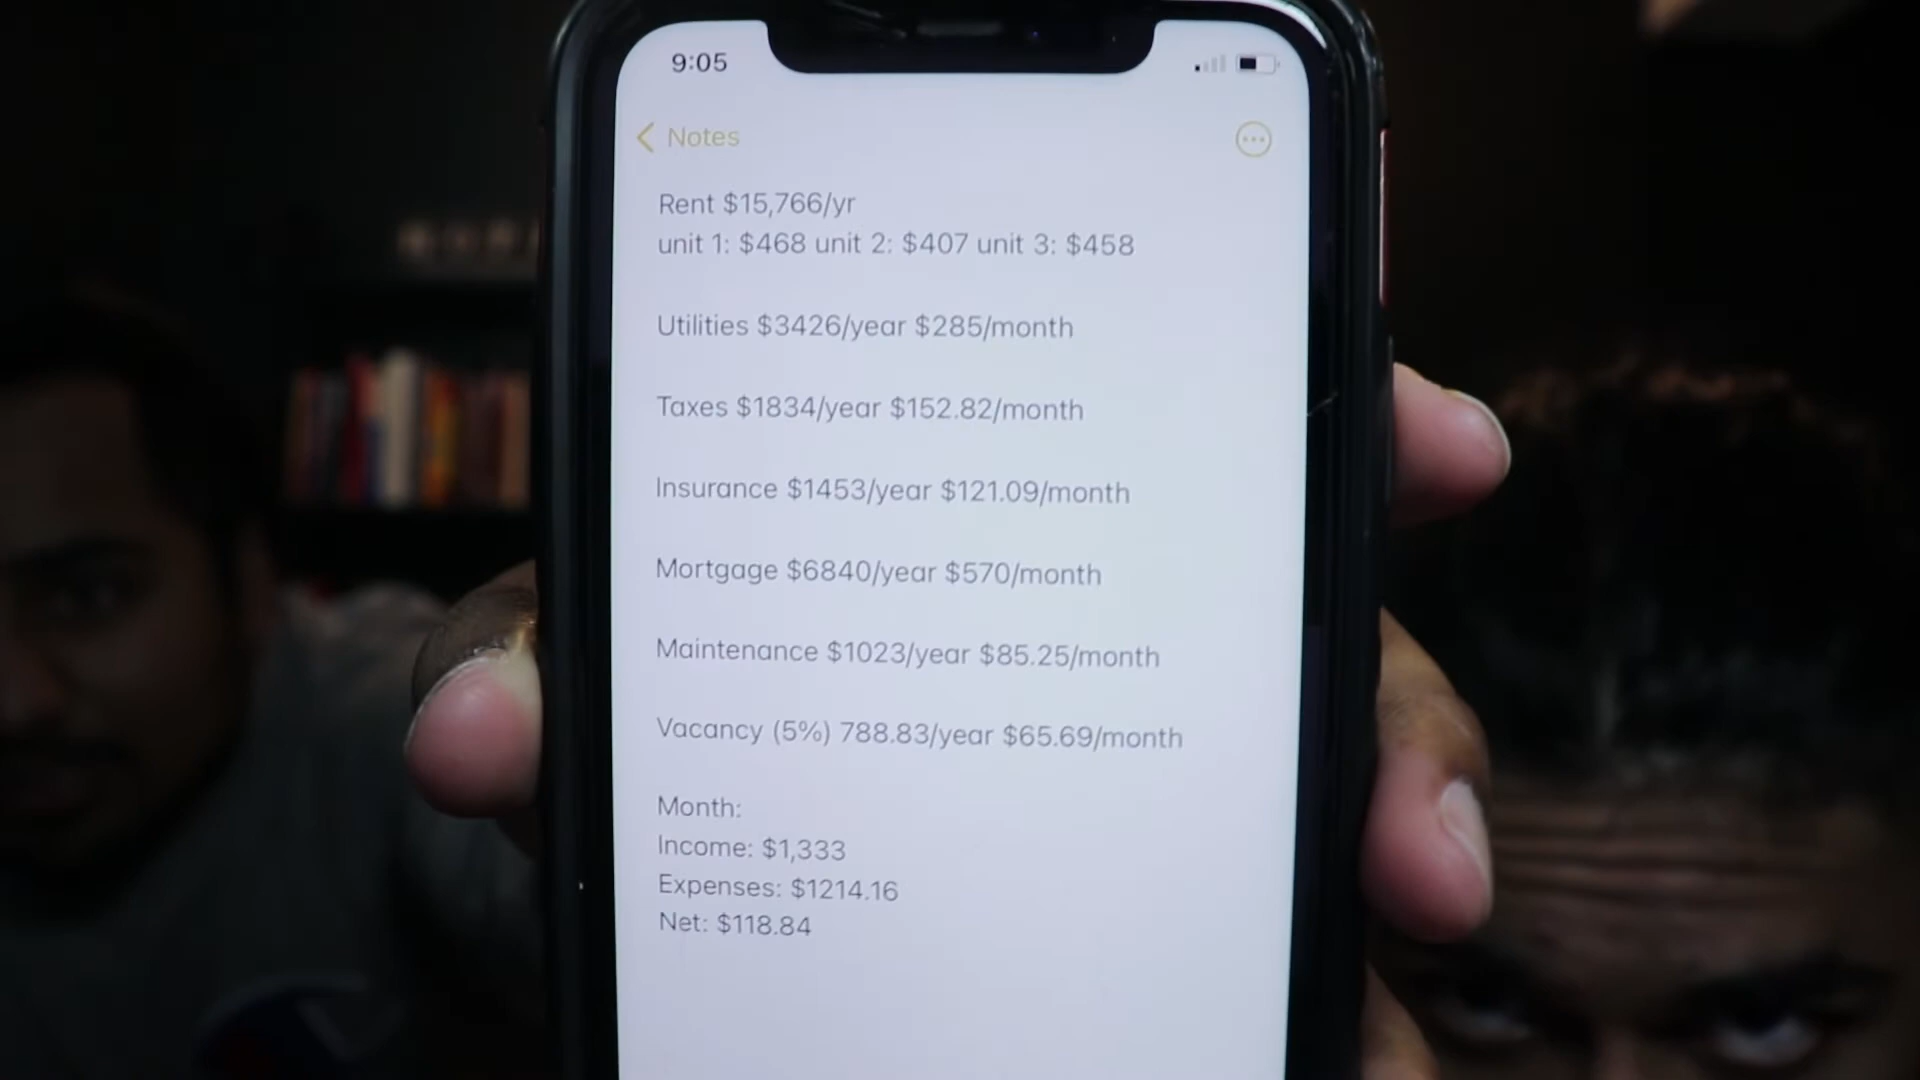 9:05
Notes
Rent $15,766/yr
unit 1: $468 unit 2: $407 unit 3: $458
Utilities $3426/year $285/month
Taxes $1834/year $152.82/month
Insurance $1453/year $121.09/month
Mortgage $6840/year $570/month
Maintenance $1023/year $85.25/month
Vacancy (5%) 788.83/year $65.69/month
Month:
Income: $1,333
Expenses: $1214.16
Net: $118.84